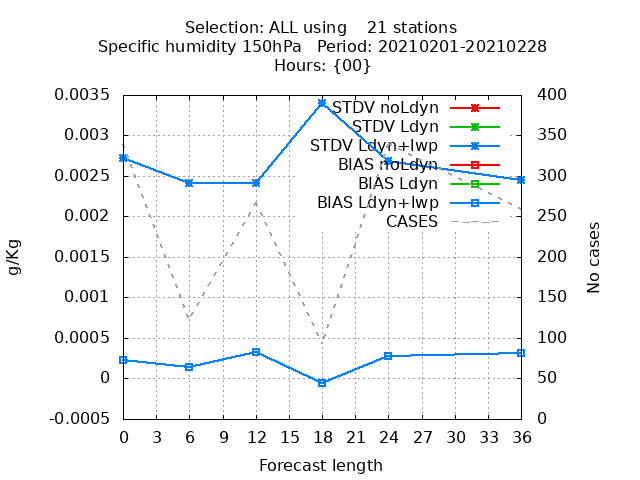 Selection: ALL using    21 stations
Specific humidity 150hPa   Period: 20210201-20210228
Hours: {00}
0.0035
0.003
0.0025
0.002
0.0015
0.001
0.0005
0
-0.0005
g/Kg
400
350
300
250
200
150
100
50
0
No cases
STDV noLdyn
STDV Ldyn
STDV Ldyn+lwp
BIAS noLdyn
BIAS Ldyn
BIAS Ldyn+lwp
CASES
0 3 6 9 12 15 18 21 24 27 30 33 36
Forecast length